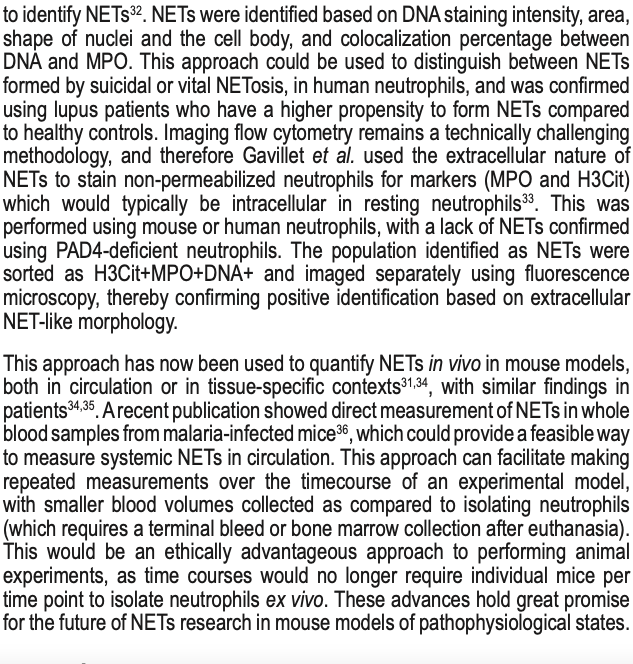 to identify NETs³². NETs were identified based on DNA staining intensity, area,
shape of nuclei and the cell body, and colocalization percentage between
DNA and MPO. This approach could be used to distinguish between NETs
formed by suicidal or vital NETosis, in human neutrophils, and was confirmed
using lupus patients who have a higher propensity to form NETs compared
to healthy controls. Imaging flow cytometry remains a technically challenging
methodology, and therefore Gavillet et al. used the extracellular nature of
NETs to stain non-permeabilized neutrophils for markers (MPO and H3Cit)
which would typically be intracellular in resting neutrophils³³. This was
performed using mouse or human neutrophils, with a lack of NETs confirmed
using PAD4-deficient neutrophils. The population identified as NETs were
sorted as H3Cit+MPO+DNA+ and imaged separately using fluorescence
microscopy, thereby confirming positive identification based on extracellular
NET-like morphology.

This approach has now been used to quantify NETs in vivo in mouse models,
both in circulation or in tissue-specific contexts³¹,³⁴, with similar findings in
patients³⁴,³⁵. A recent publication showed direct measurement of NETs in whole
blood samples from malaria-infected mice³⁶, which could provide a feasible way
to measure systemic NETs in circulation. This approach can facilitate making
repeated measurements over the timecourse of an experimental model,
with smaller blood volumes collected as compared to isolating neutrophils
(which requires a terminal bleed or bone marrow collection after euthanasia).
This would be an ethically advantageous approach to performing animal
experiments, as time courses would no longer require individual mice per
time point to isolate neutrophils ex vivo. These advances hold great promise
for the future of NETs research in mouse models of pathophysiological states.